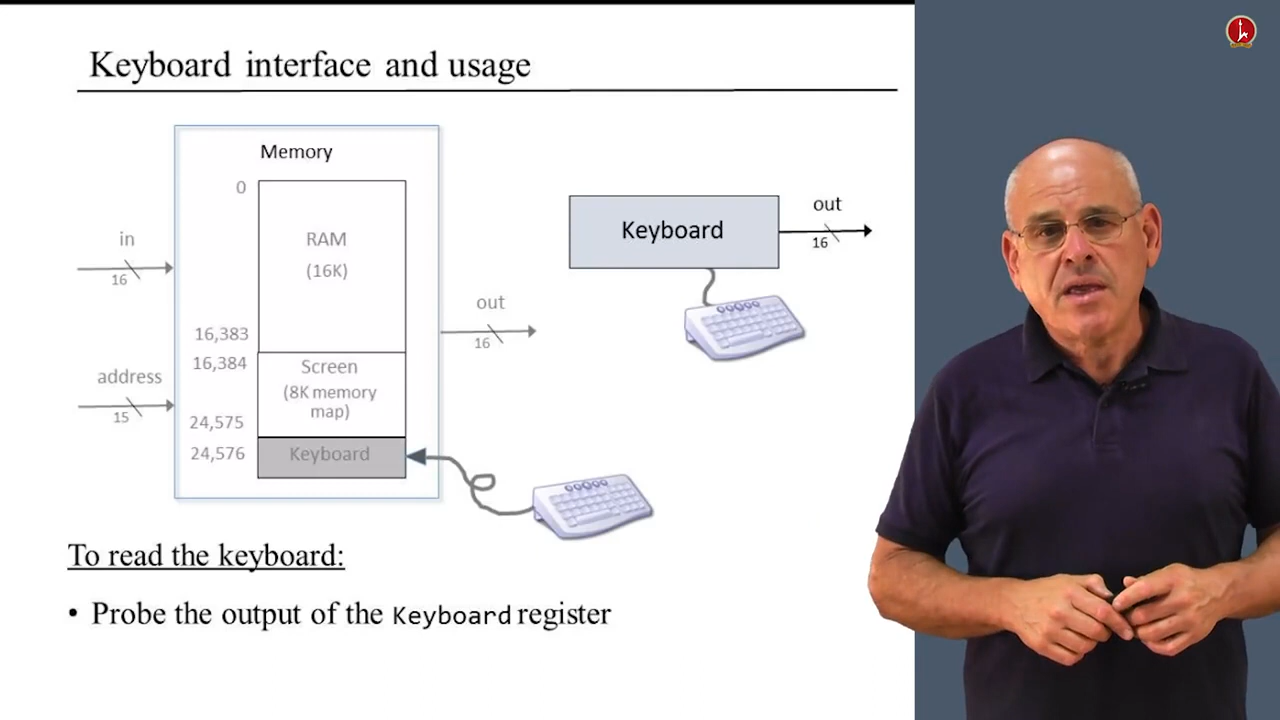 Keyboard interface and usage
Memory
0
RAM
(16K)
in
16
16,383
16,384
Screen
(8K memory
map)
address
15
24,575
24,576
Keyboard
out
16
Keyboard
out
16
To read the keyboard:
• Probe the output of the Keyboard register